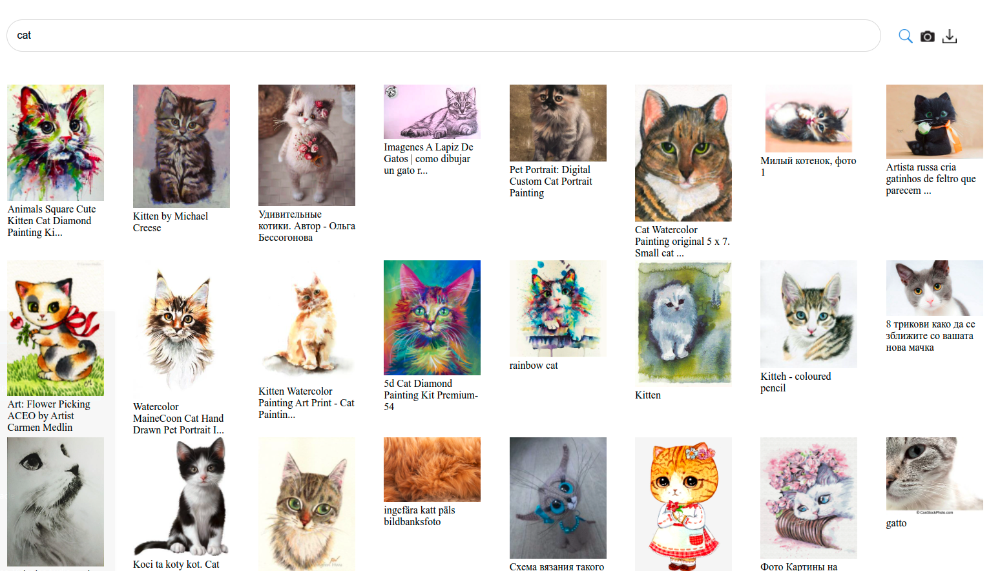 cat
Animals Square Cute
Kitten Cat Diamond
Painting Ki...
Kitten by Michael
Creese
Удивительные
котики. Автор - Ольга
Бессогонова
Imagenes A Lapiz De
Gatos | como dibujar
un gato r...
Pet Portrait: Digital
Custom Cat Portrait
Painting
Cat Watercolor
Painting original 5 x 7.
Small cat ...
Милый котенок, фото
1
Artista russa cria
gatinhos de feltro que
parecem ...
Art: Flower Picking
ACEO by Artist
Carmen Medlin
Watercolor
MaineCoon Cat Hand
Drawn Pet Portrait I...
Kitten Watercolor
Painting Art Print - Cat
Paintin...
5d Cat Diamond
Painting Kit Premium-
54
rainbow cat
Kitten
Kitteh - coloured
pencil
8 трикови како да се
зближите со вашата
нова мачка
Koci ta koty kot. Cat
ingefära katt päls
bildbanksfoto
Схема вязания такого
Фото Картины на
© CanStockPhoto.com
gatto